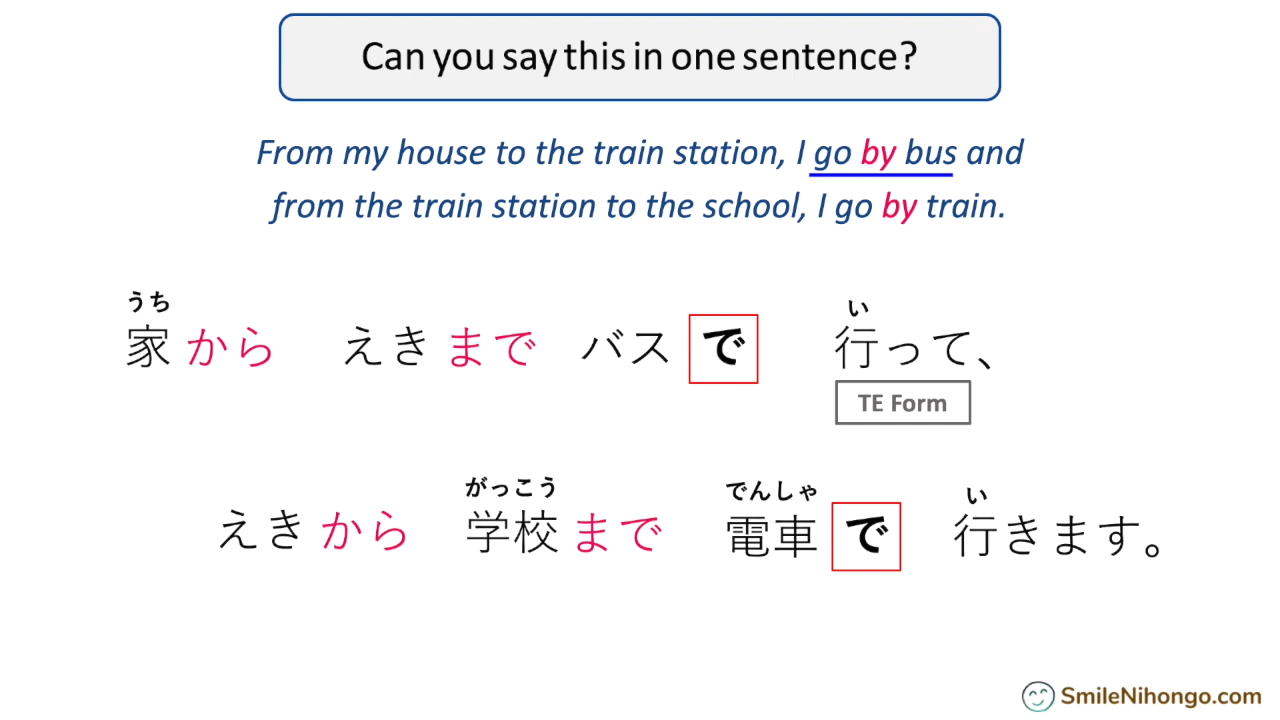 Can you say this in one sentence?
From my house to the train station, I go by bus and
from the train station to the school, I go by train.
うち い
家から えきまで バスで 行って、
TE Form
がっこう でんしゃ い
えきから 学校まで 電車で 行きます。
SmileNihongo.com